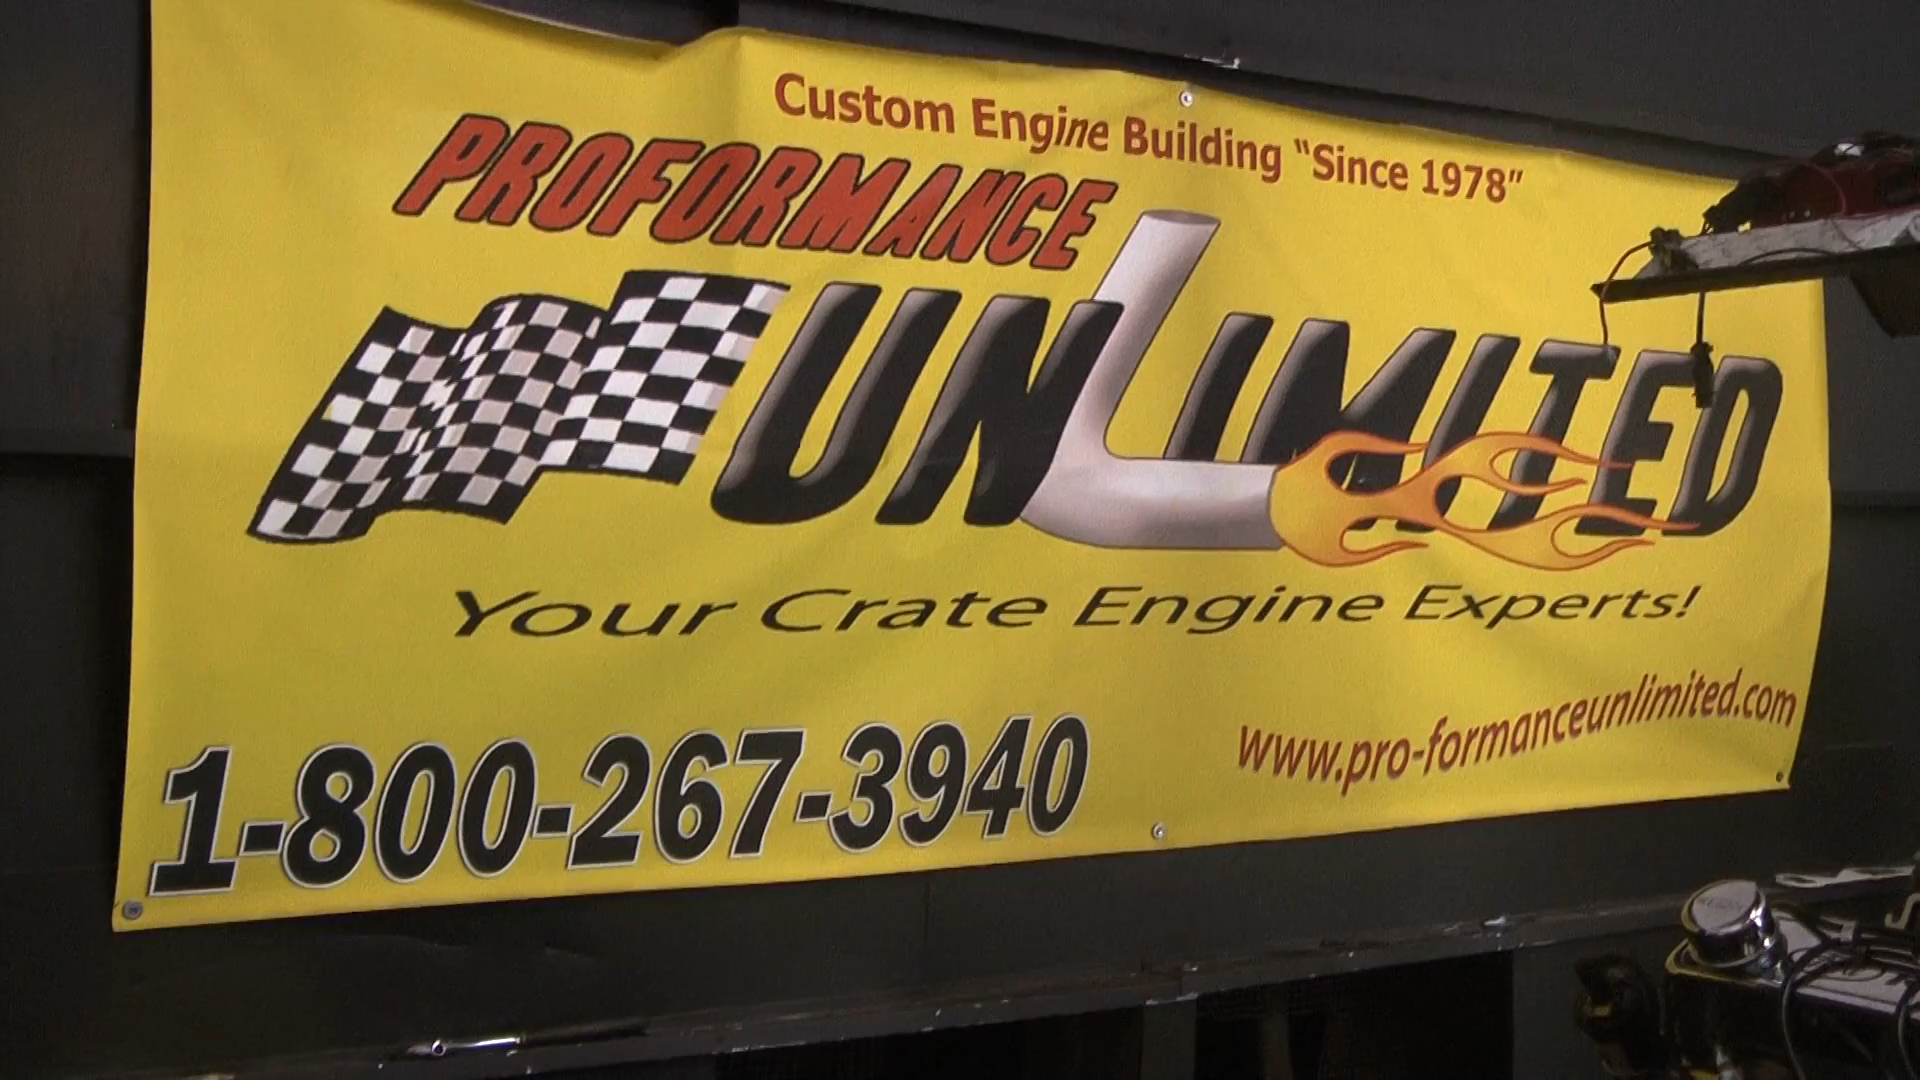 Custom Engine Building "Since 1978"
PROFORMANCE
UNLIMITED
Your Crate Engine Experts!
1-800-267-3940
www.pro-formanceunlimited.com